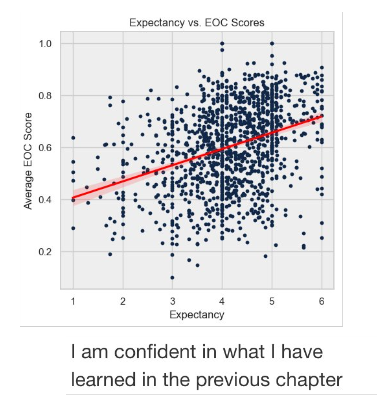 Expectancy vs. EOC Scores
1.0
0.8
0.6
0.4
0.2
Average EOC Score
1 2 3 4 5 6
Expectancy
I am confident in what I have
learned in the previous chapter